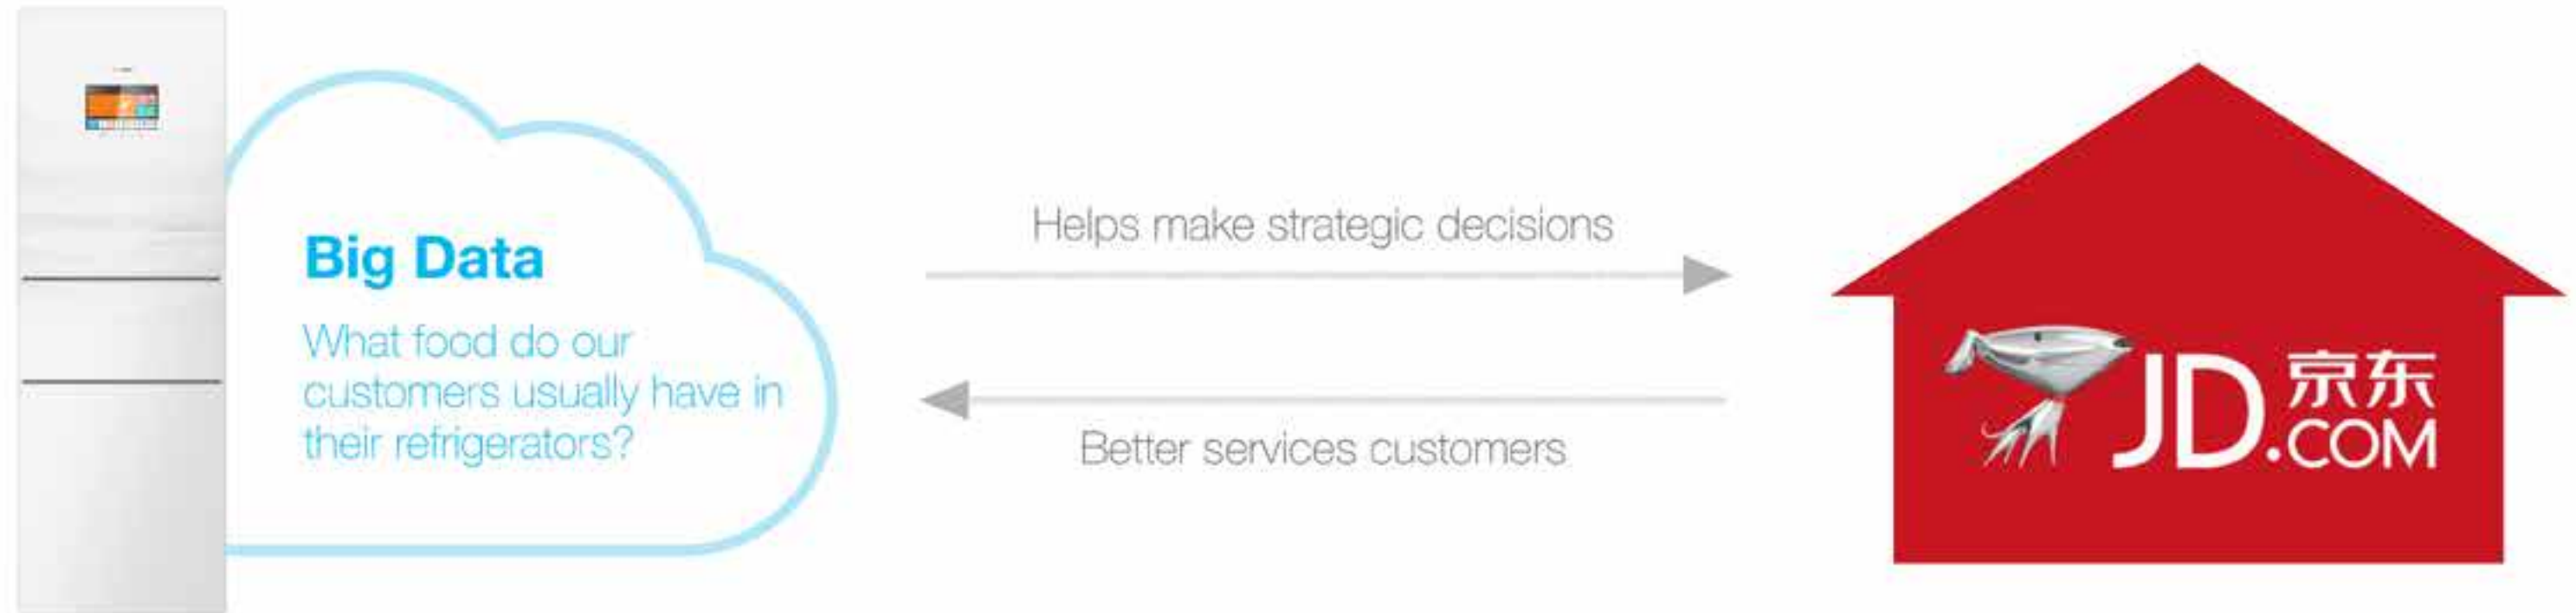 Big Data
What food do our
customers usually have in
their refrigerators?
Helps make strategic decisions
Better services customers
JD.京东
COM